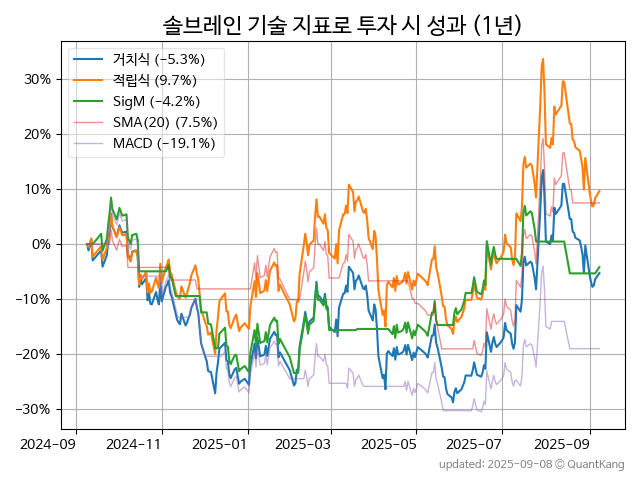 솔브레인 기술 지표로 투자 시 성과 (1년)
거치식 (−5.3%)
적립식 (9.7%)
SigM (−4.2%)
SMA(20) (7.5%)
MACD (−19.1%)
30%
20%
10%
0%
−10%
−20%
−30%
2024-09 2024-11 2025-01 2025-03 2025-05 2025-07 2025-09
updated: 2025-09-08 © QuantKang